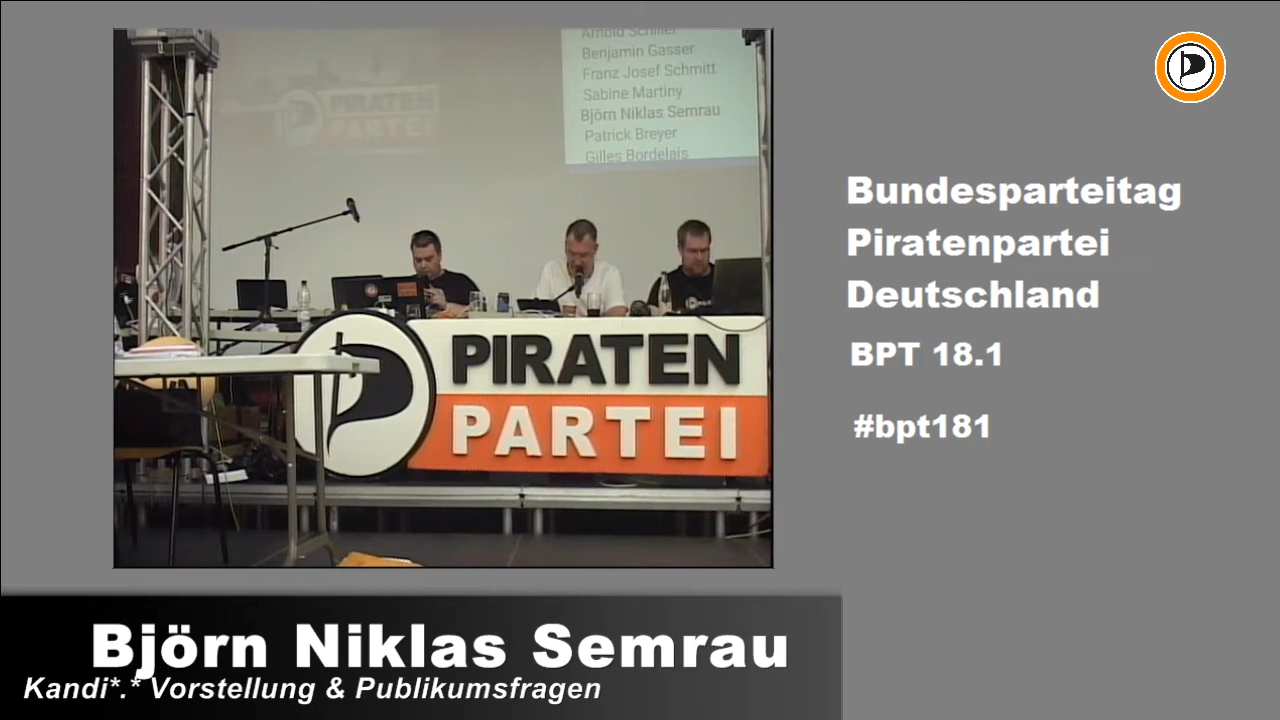 Arnold Schiller
Benjamin Gasser
Franz Josef Schmitt
Sabine Martiny
Björn Niklas Semrau
Patrick Breyer
Gilles Bordelais
PIRATEN
PARTEI
PIRATEN
PARTEI
Bundesparteitag
Piratenpartei
Deutschland
BPT 18.1
#bpt181
Björn Niklas Semrau
Kandi*.* Vorstellung & Publikumsfragen